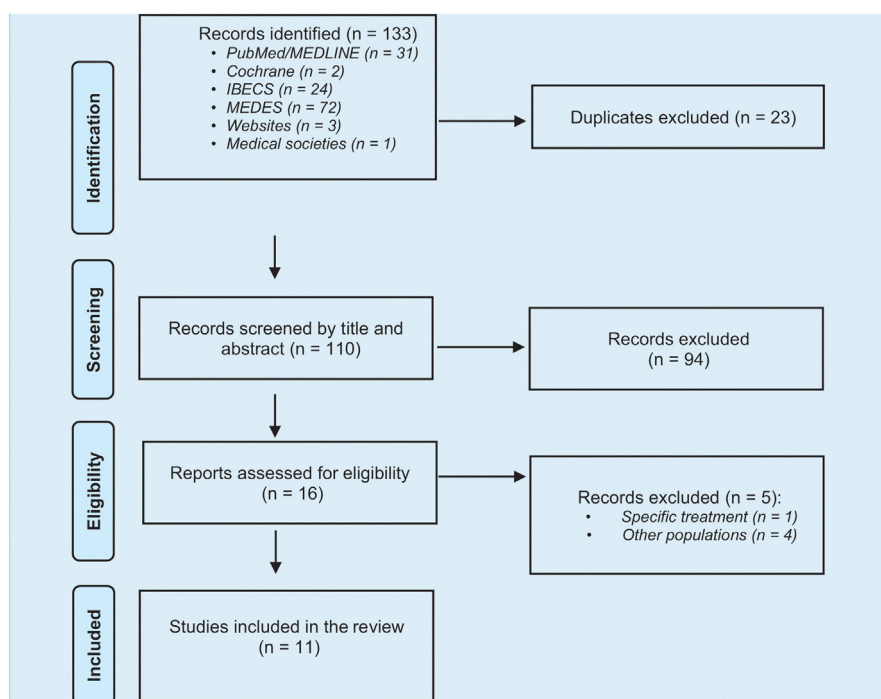 Identification
Records identified (n = 133)
• PubMed/MEDLINE (n = 31)
• Cochrane (n = 2)
• IBECS (n = 24)
• MEDES (n = 72)
• Websites (n = 3)
• Medical societies (n = 1)
Duplicates excluded (n = 23)
Screening
Records screened by title and
abstract (n = 110)
Records excluded
(n = 94)
Eligibility
Reports assessed for eligibility
(n = 16)
Records excluded (n = 5):
• Specific treatment (n = 1)
• Other populations (n = 4)
Included
Studies included in the review
(n = 11)